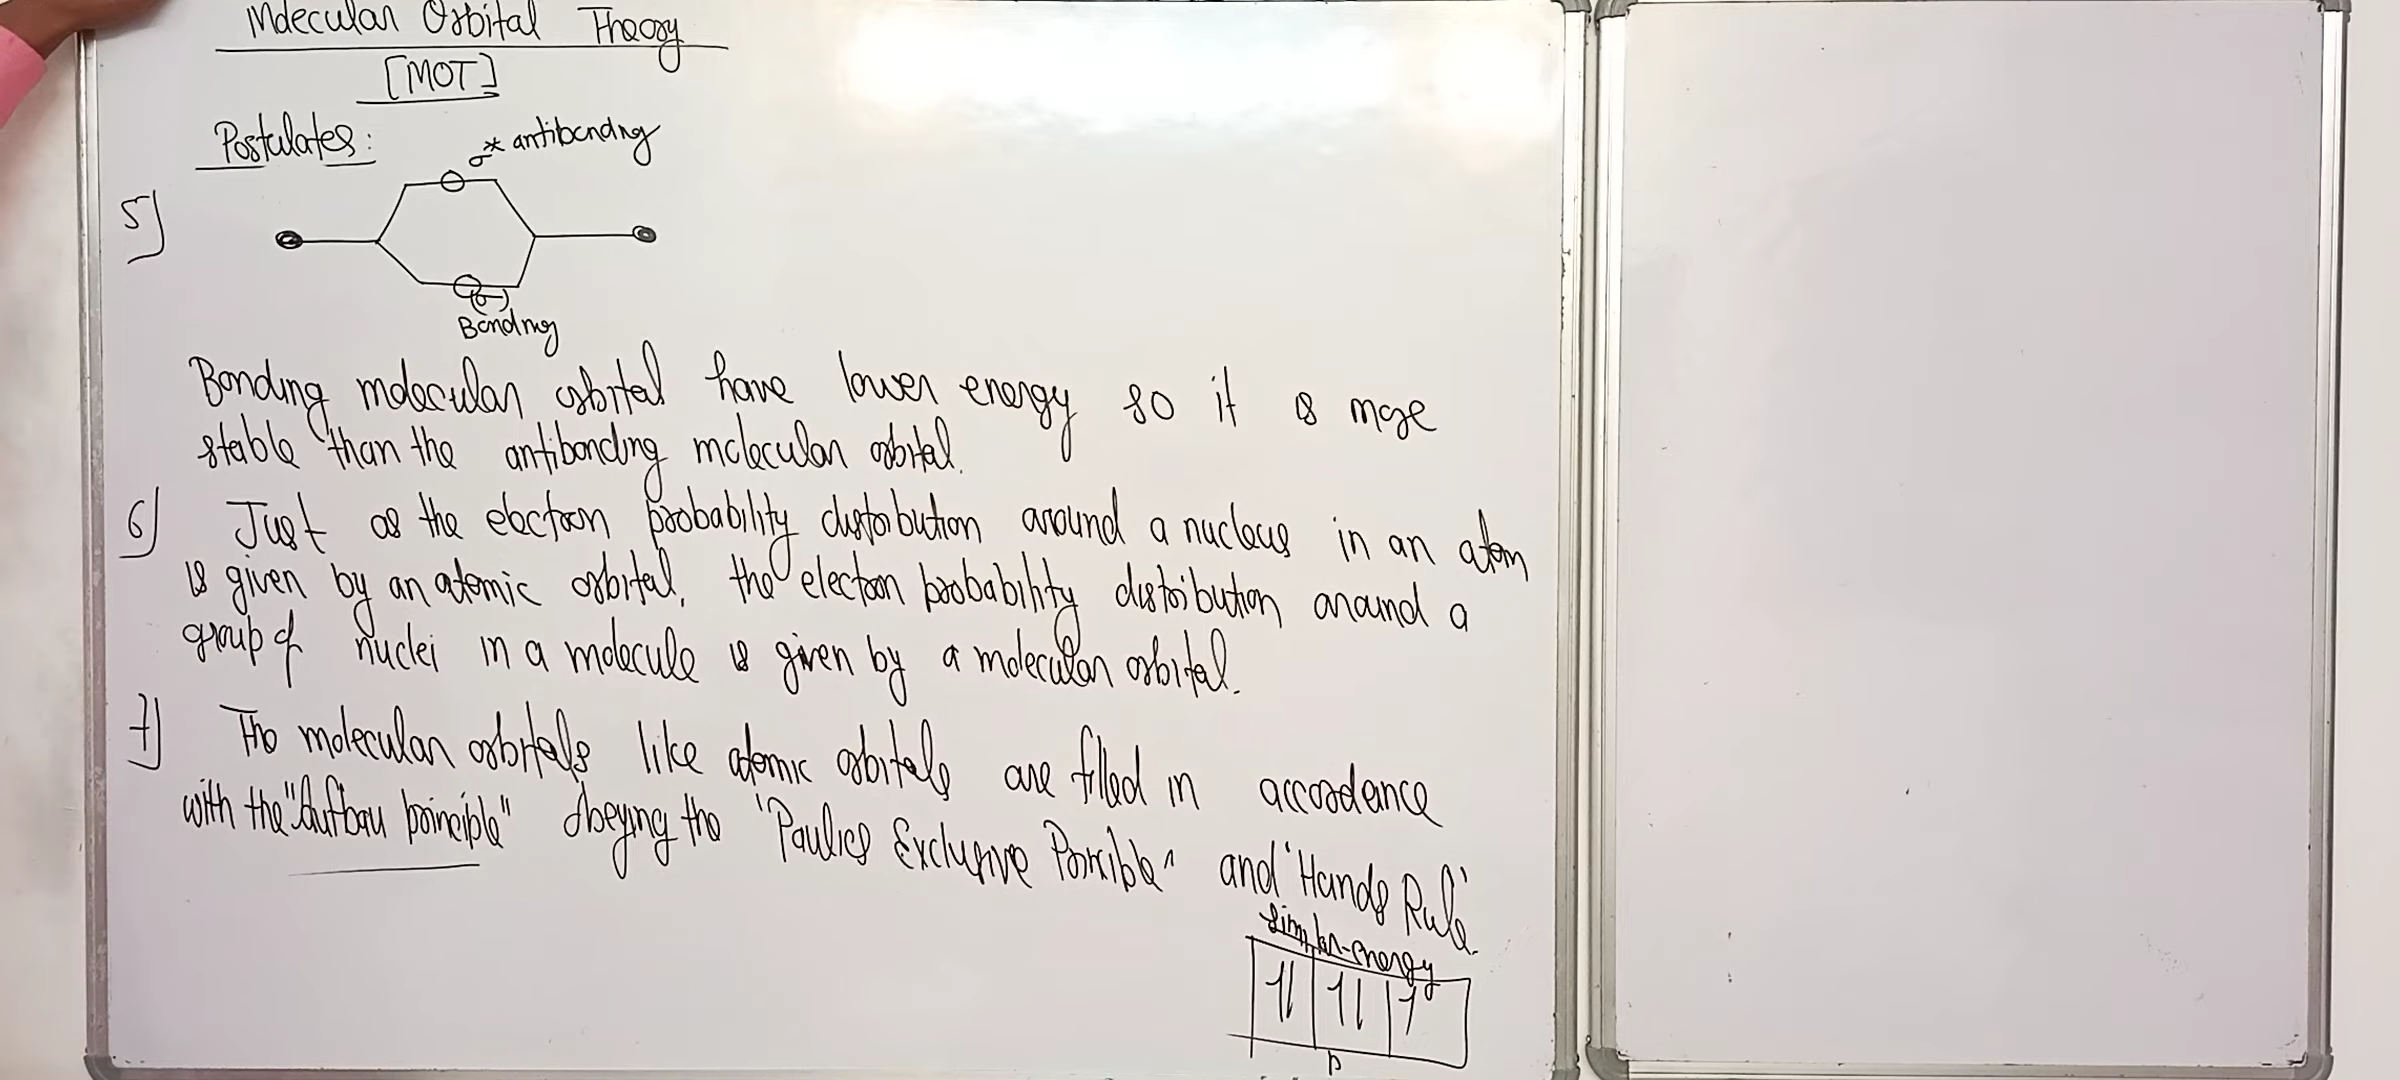 Molecular Orbital Theory
[MOT]
Postulates:
σ* antibonding
5)
(σ)
Bonding
Bonding molecular orbital have lower energy so it is more
stable than the antibonding molecular orbital.
6) Just as the electron probability distribution around a nucleus in an atom
is given by an atomic orbital, the electron probability distribution around a
group of nuclei in a molecule is given by a molecular orbital.
7) The molecular orbitals like atomic orbitals are filled in accordance
with the "Aufbau principle" obeying the "Paulies Exclusive Principle" and 'Hunds Rule'.
similar-energy
1l 1l 1
p